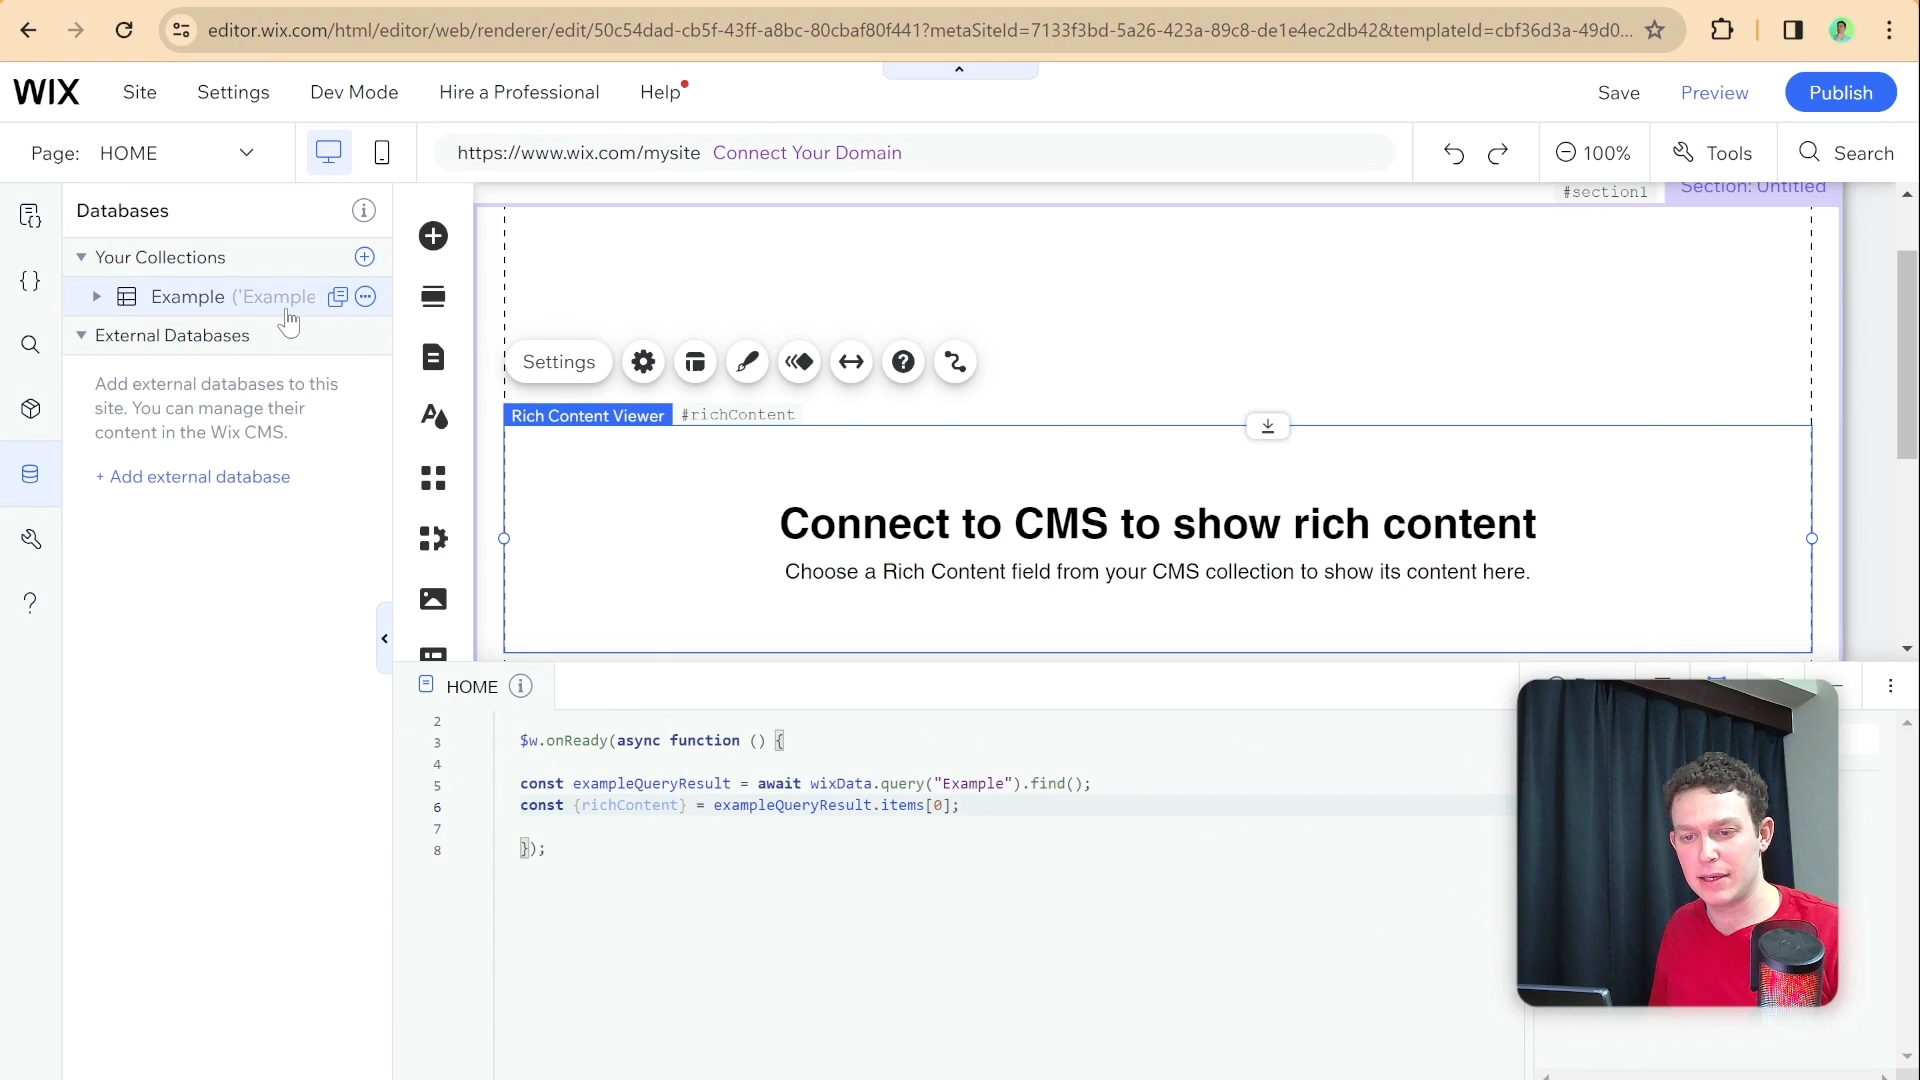 editor.wix.com/html/editor/web/renderer/edit/50c54dad-cb5f-43ff-a8bc-80cbaf80f441?metaSiteId=7133f3bd-5a26-423a-89c8-de1e4ec2db42&templateId=cbf36d3a-49d0...
WIX Site Settings Dev Mode Hire a Professional Help Save Preview Publish
Page: HOME https://www.wix.com/mysite Connect Your Domain 100% Tools Search
#section1 Section: Untitled
Databases
Your Collections
Example ('Example
External Databases
Add external databases to this
site. You can manage their
content in the Wix CMS.
+ Add external database
Settings
Rich Content Viewer #richContent
Connect to CMS to show rich content
Choose a Rich Content field from your CMS collection to show its content here.
HOME
2
3 $w.onReady(async function () {
4
5 const exampleQueryResult = await wixData.query("Example").find();
6 const {richContent} = exampleQueryResult.items[0];
7
8 });